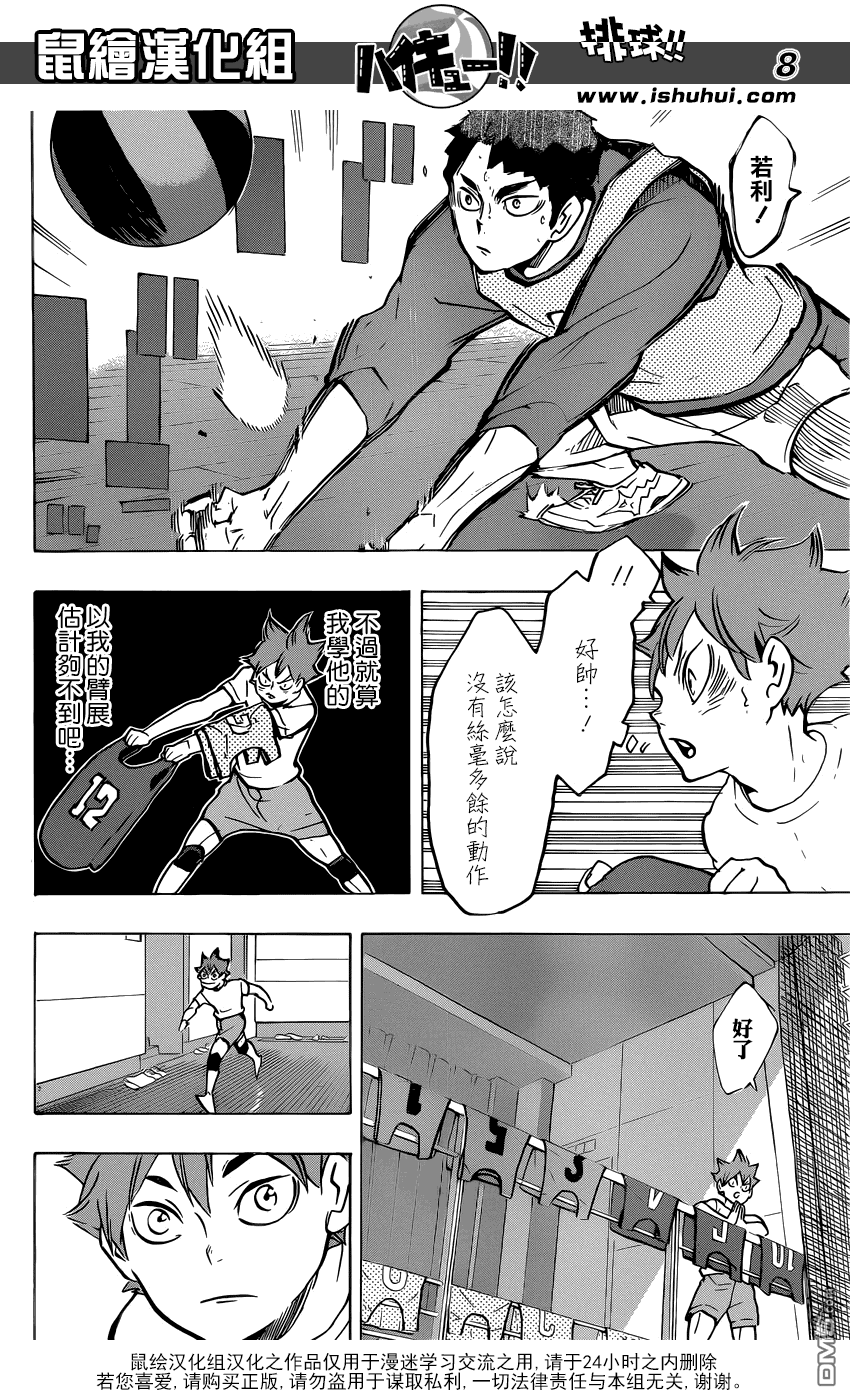 鼠繪漢化組
ハイキュー!!
排球!!
8
www.ishuhui.com
若利!
!!
好帥…!
該怎麼說
沒有絲毫多餘的動作
不過就算
我學他的
以我的臂展
估計夠不到吧…
12
1
好了
1
5
2
10
鼠绘汉化组汉化之作品仅用于漫迷学习交流之用, 请于24小时之内删除
若您喜爱, 请购买正版, 请勿盗用于谋取私利, 一切法律责任与本组无关, 谢谢。